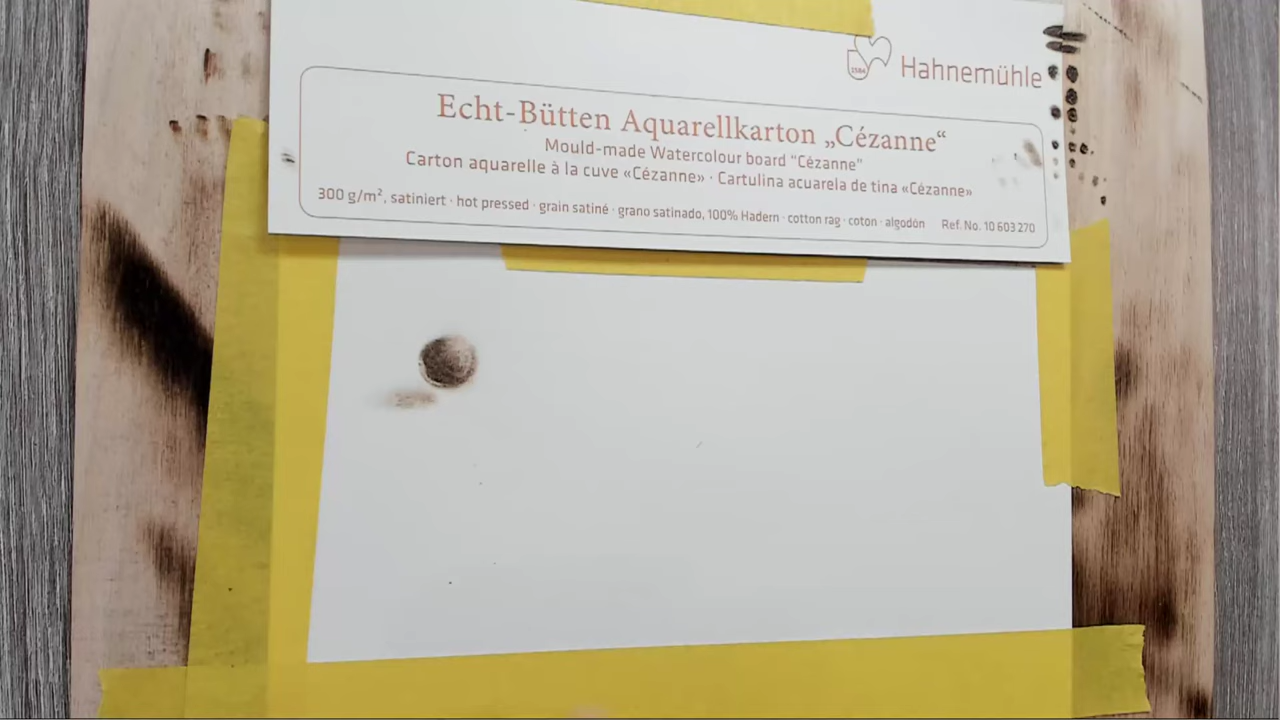 1584 Hahnemühle
Echt-Bütten Aquarellkarton „Cézanne“
Mould-made Watercolour board "Cézanne"
Carton aquarelle à la cuve «Cézanne» · Cartulina acuarela de tina «Cézanne»
300 g/m², satiniert · hot pressed · grain satiné · grano satinado, 100% Hadern · cotton rag · coton · algodón Ref. No. 10 603 270